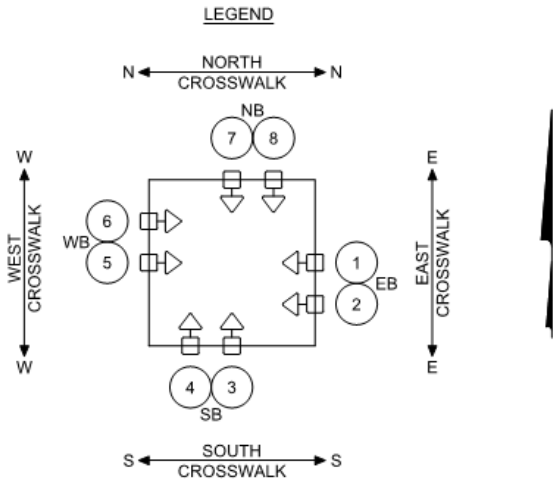 LEGEND
NORTH
N N
CROSSWALK
NB
7 8
W E
6
WB
5
WEST
CROSSWALK
1
EB
2
EAST
CROSSWALK
W E
4 3
SB
SOUTH
S S
CROSSWALK